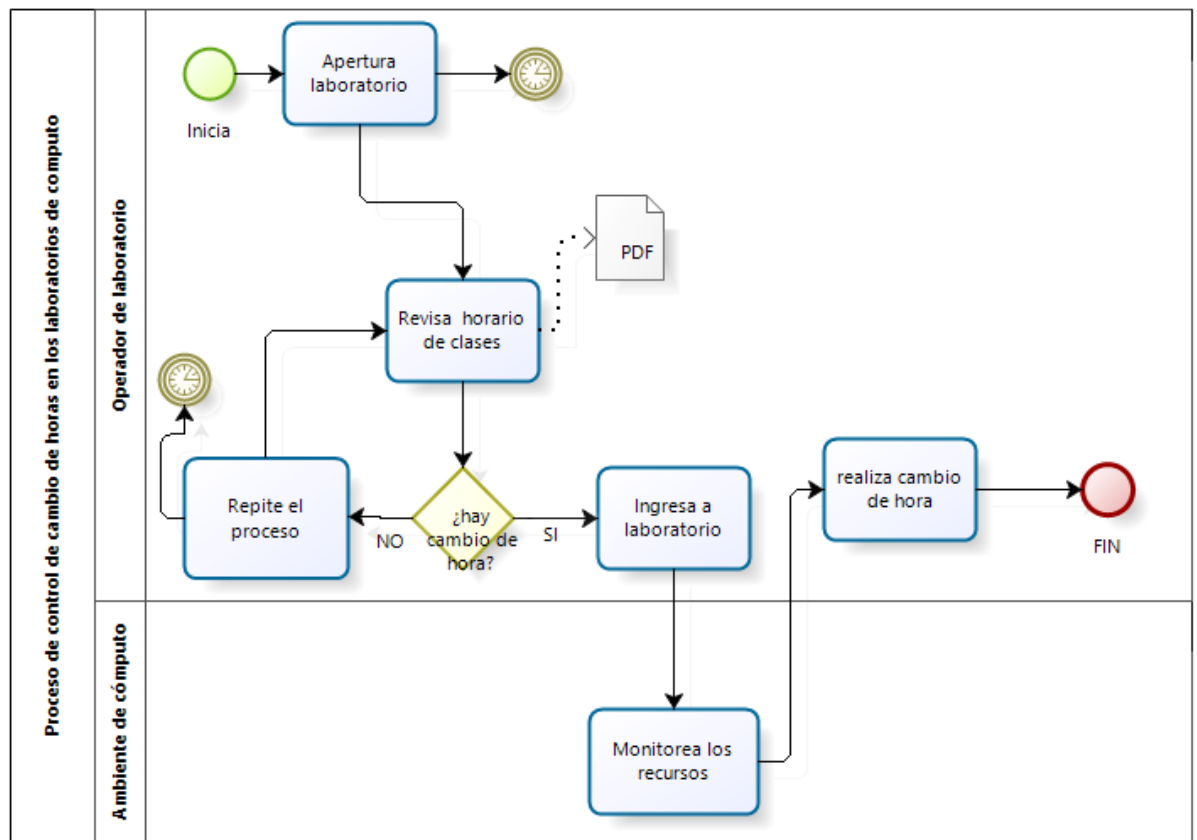 Proceso de control de cambio de horas en los laboratorios de computo
Operador de laboratorio
Inicia
Apertura
laboratorio
PDF
Revisa horario
de clases
Repite el
proceso
NO
¿hay
cambio de
hora?
SI
Ingresa a
laboratorio
realiza cambio
de hora
FIN
Ambiente de cómputo
Monitorea los
recursos